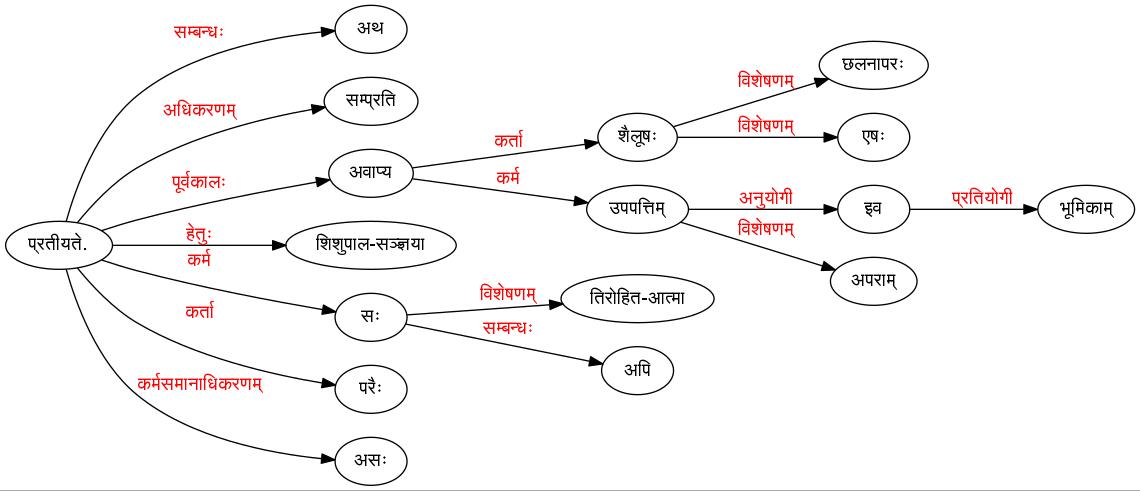 अथ
सम्बन्धः
छलनापरः
विशेषणम्
सम्प्रति
अधिकरणम्
विशेषणम्
एषः
शैलूषः
कर्ता
अवाप्य
कर्म
पूर्वकालः
अनुयोगी
प्रतियोगी
उपपत्तिम्
इव
भूमिकाम्
विशेषणम्
हेतुः
प्रतीयते.
शिशुपाल-सञ्ज्ञया
कर्म
अपराम्
विशेषणम्
तिरोहित-आत्मा
कर्ता
सः
सम्बन्धः
अपि
कर्मसमानाधिकरणम्
परैः
असः